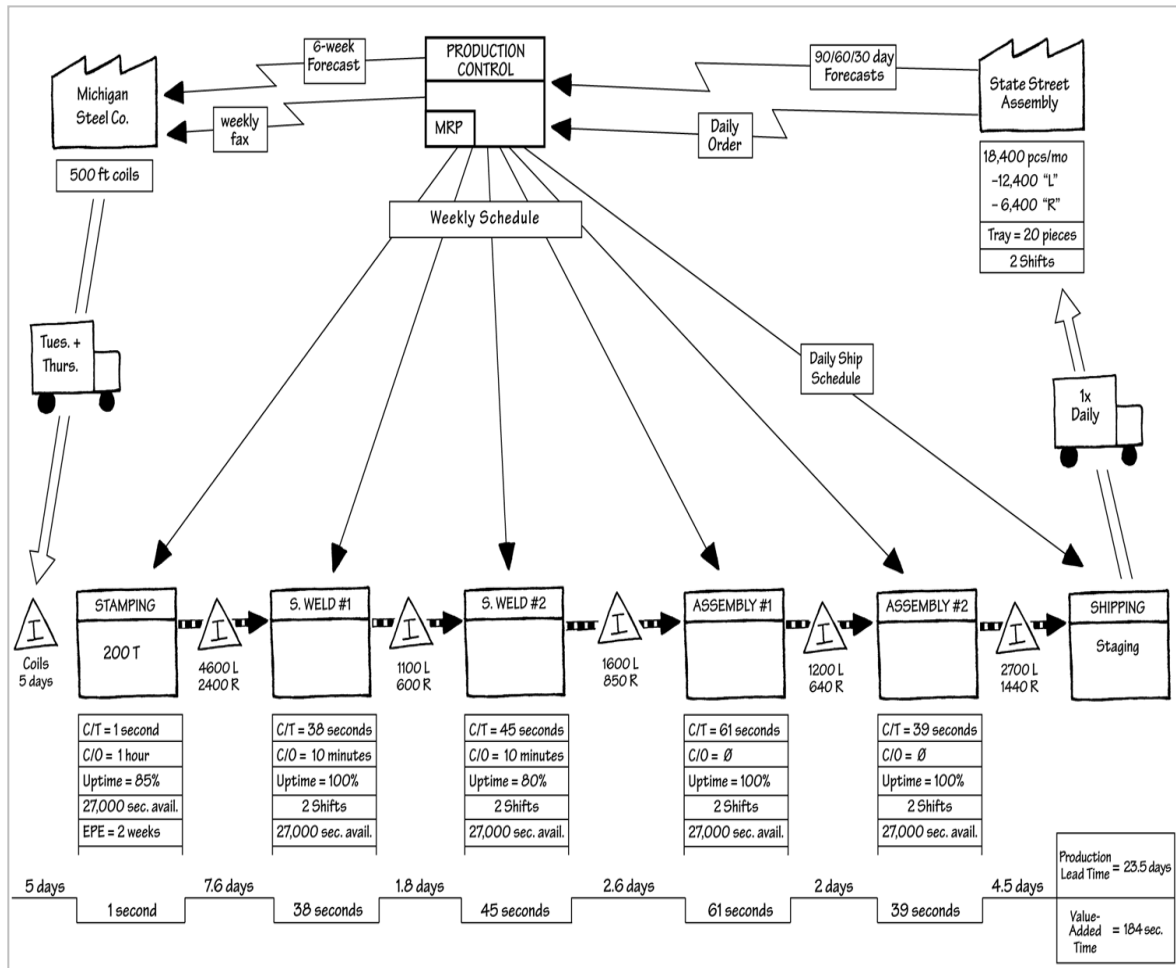 6-week
Forecast
PRODUCTION
CONTROL
90/60/30 day
Forecasts
Michigan
Steel Co.
State Street
Assembly
weekly
fax
MRP
Daily
Order
500 ft coils
18,400 pcs/mo
–12,400 "L"
– 6,400 "R"
Tray = 20 pieces
2 Shifts
Weekly Schedule
Tues. +
Thurs.
Daily Ship
Schedule
1x
Daily
I
Coils
5 days
STAMPING
200 T
I
4600 L
2400 R
S. WELD #1
I
1100 L
600 R
S. WELD #2
I
1600 L
850 R
ASSEMBLY #1
I
1200 L
640 R
ASSEMBLY #2
I
2700 L
1440 R
SHIPPING
Staging
C/T = 1 second
C/O = 1 hour
Uptime = 85%
27,000 sec. avail.
EPE = 2 weeks
C/T = 38 seconds
C/O = 10 minutes
Uptime = 100%
2 Shifts
27,000 sec. avail.
C/T = 45 seconds
C/O = 10 minutes
Uptime = 80%
2 Shifts
27,000 sec. avail.
C/T = 61 seconds
C/O = Ø
Uptime = 100%
2 Shifts
27,000 sec. avail.
C/T = 39 seconds
C/O = Ø
Uptime = 100%
2 Shifts
27,000 sec. avail.
5 days
1 second
7.6 days
38 seconds
1.8 days
45 seconds
2.6 days
61 seconds
2 days
39 seconds
4.5 days
Production
Lead Time = 23.5 days
Value-
Added = 184 sec.
Time